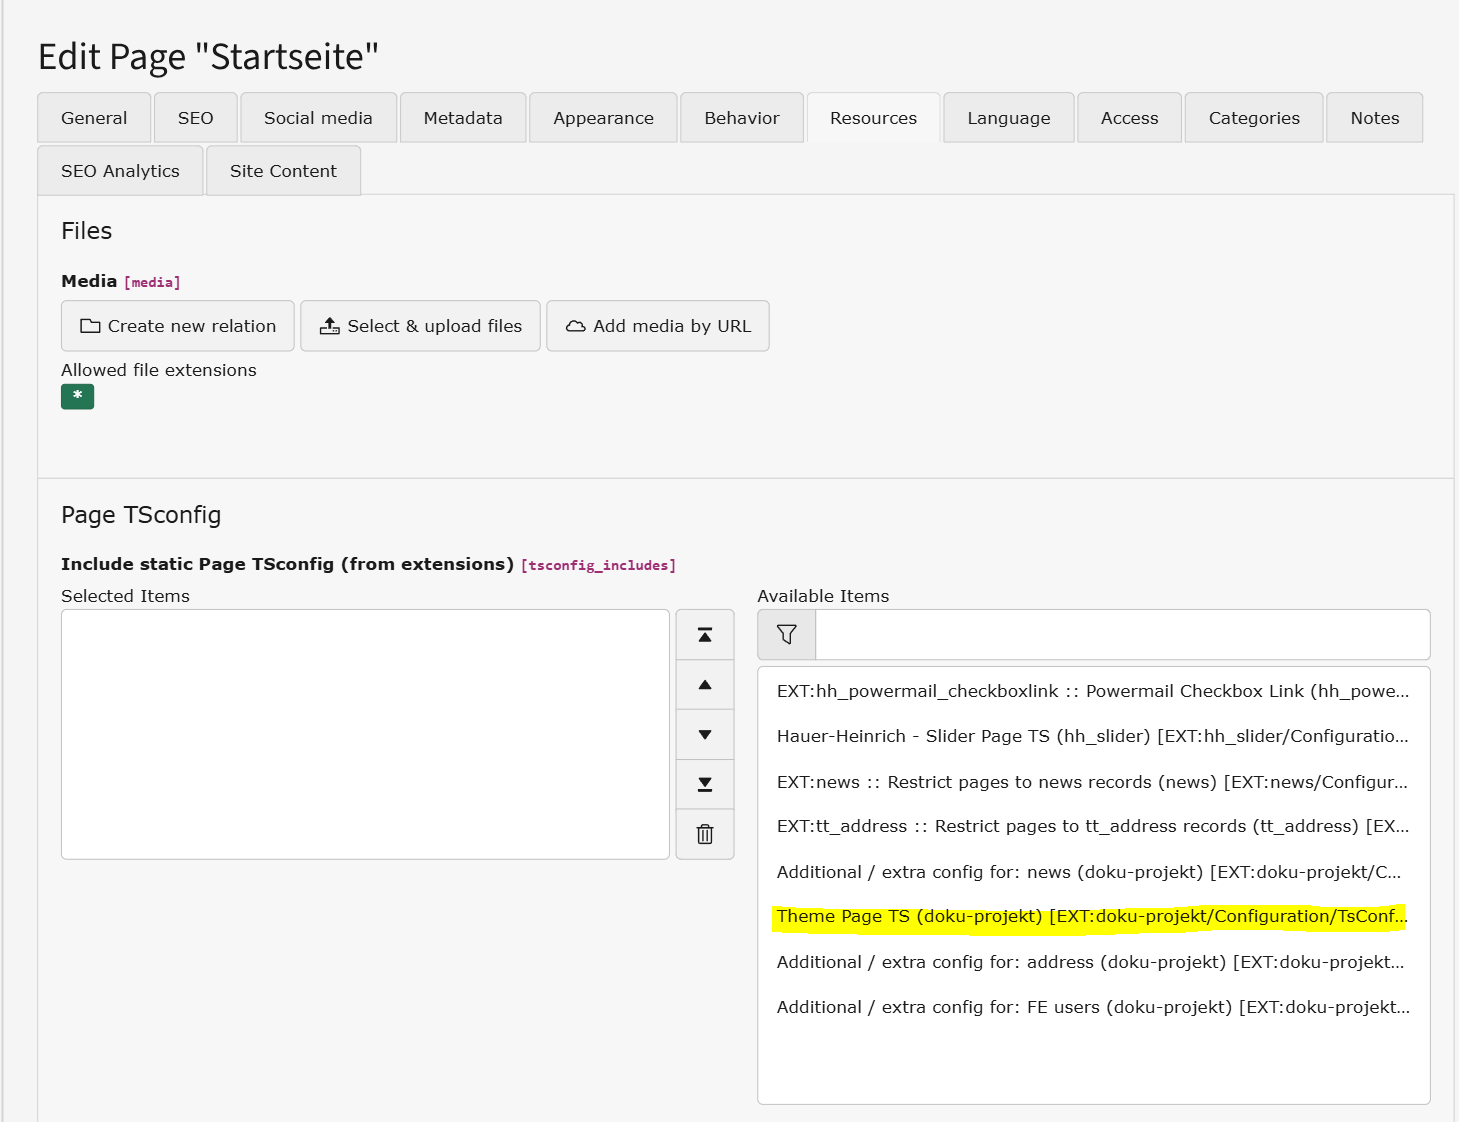 Edit Page "Startseite"
General
SEO
Social media
Metadata
Appearance
Behavior
Resources
Language
Access
Categories
Notes
SEO Analytics
Site Content
Files
Media [media]
Create new relation
Select & upload files
Add media by URL
Allowed file extensions
*
Page TSconfig
Include static Page TSconfig (from extensions) [tsconfig_includes]
Selected Items
Available Items
EXT:hh_powermail_checkboxlink :: Powermail Checkbox Link (hh_powe...
Hauer-Heinrich - Slider Page TS (hh_slider) [EXT:hh_slider/Configuratio...
EXT:news :: Restrict pages to news records (news) [EXT:news/Configur...
EXT:tt_address :: Restrict pages to tt_address records (tt_address) [EX...
Additional / extra config for: news (doku-projekt) [EXT:doku-projekt/C...
Theme Page TS (doku-projekt) [EXT:doku-projekt/Configuration/TsConf...
Additional / extra config for: address (doku-projekt) [EXT:doku-projekt...
Additional / extra config for: FE users (doku-projekt) [EXT:doku-projekt...